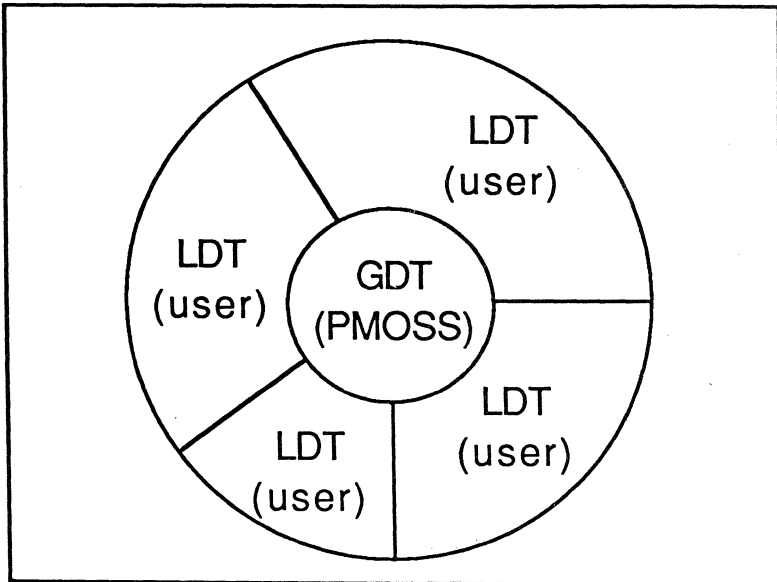 LDT
(user)
LDT
(user)
GDT
(PMOSS)
LDT
(user)
LDT
(user)